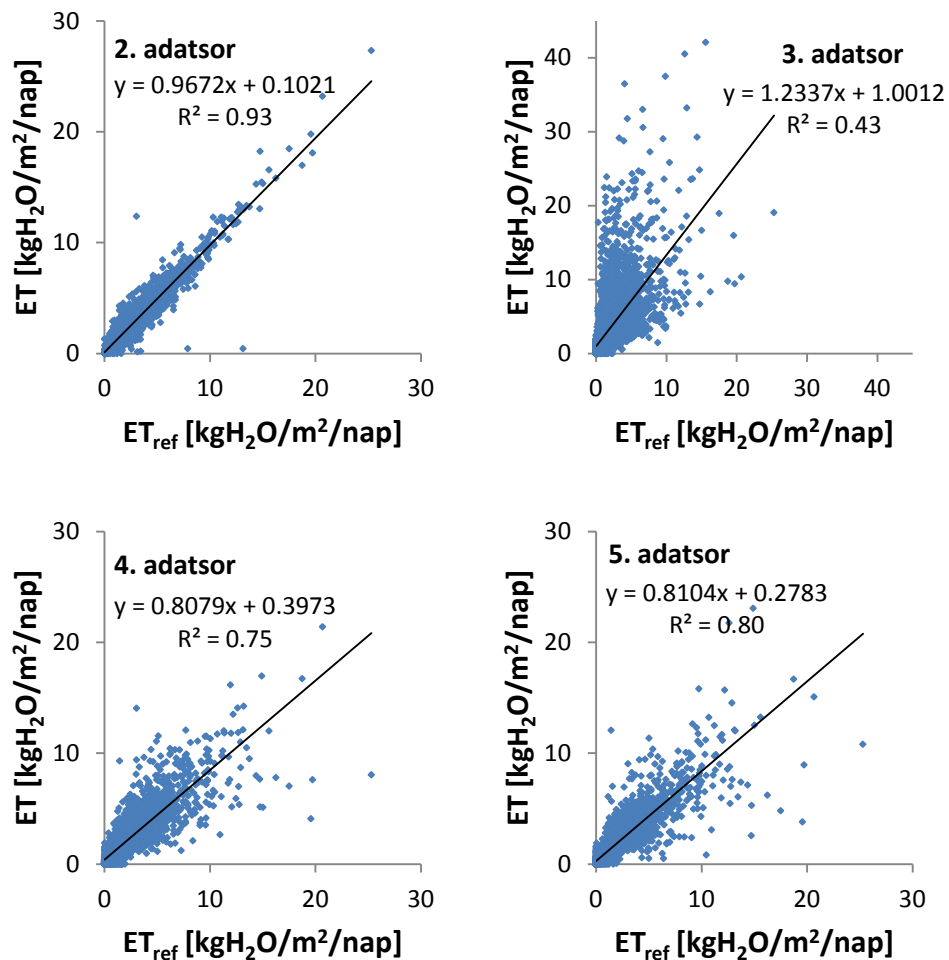 30
20
10
0
0 10 20 30
ET [kgH₂O/m²/nap]
2. adatsor
y = 0.9672x + 0.1021
R² = 0.93
ET_ref [kgH₂O/m²/nap]
40
30
20
10
0
0 10 20 30 40
ET [kgH₂O/m²/nap]
3. adatsor
y = 1.2337x + 1.0012
R² = 0.43
ET_ref [kgH₂O/m²/nap]
30
20
10
0
0 10 20 30
ET [kgH₂O/m²/nap]
4. adatsor
y = 0.8079x + 0.3973
R² = 0.75
ET_ref [kgH₂O/m²/nap]
30
20
10
0
0 10 20 30
ET [kgH₂O/m²/nap]
5. adatsor
y = 0.8104x + 0.2783
R² = 0.80
ET_ref [kgH₂O/m²/nap]